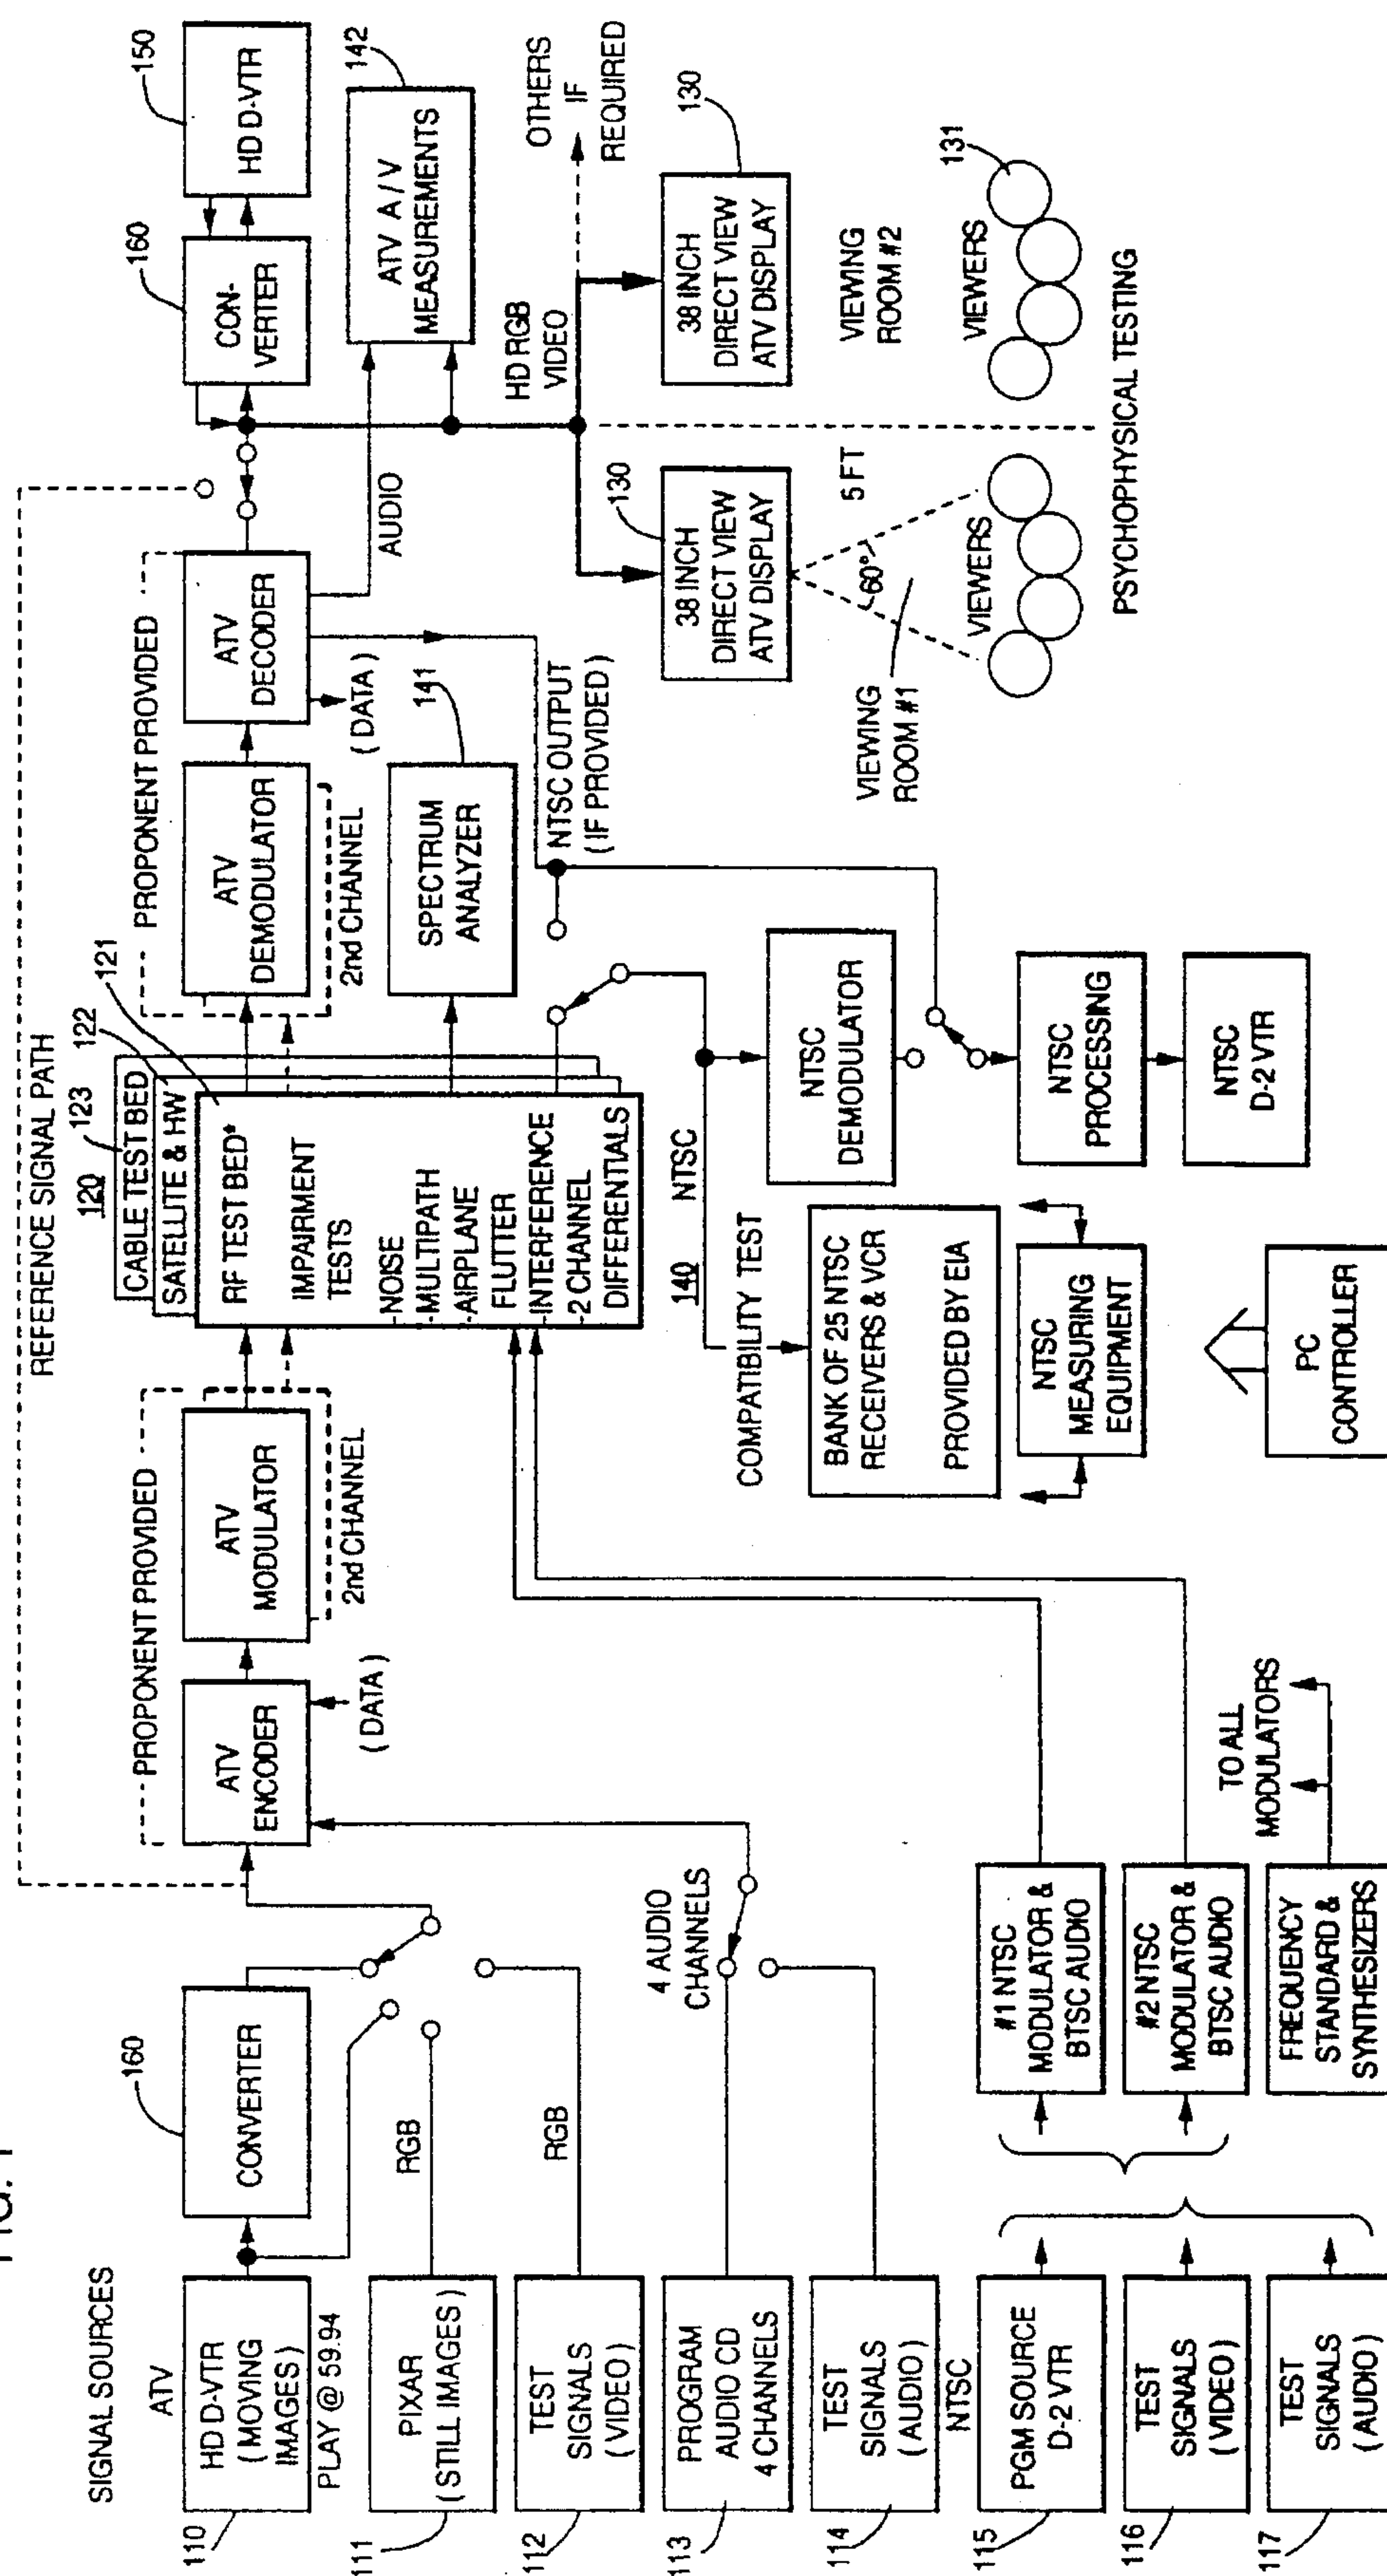 FIG. 1
SIGNAL SOURCES
ATV
HD D-VTR
( MOVING
IMAGES )
PLAY @ 59.94
110
PIXAR
( STILL IMAGES )
111
TEST
SIGNALS
( VIDEO )
112
PROGRAM
AUDIO CD
4 CHANNELS
113
TEST
SIGNALS
( AUDIO )
114
NTSC
PGM SOURCE
D-2 VTR
115
TEST
SIGNALS
( VIDEO )
116
TEST
SIGNALS
( AUDIO )
117
CONVERTER
160
RGB
RGB
4 AUDIO
CHANNELS
#1 NTSC
MODULATOR &
BTSC AUDIO
#2 NTSC
MODULATOR &
BTSC AUDIO
FREQUENCY
STANDARD &
SYNTHESIZERS
TO ALL
MODULATORS
REFERENCE SIGNAL PATH
PROPONENT PROVIDED
ATV
ENCODER
( DATA )
ATV
MODULATOR
2nd CHANNEL
120
123
122
121
CABLE TEST BED
SATELLITE & HW
RF TEST BED*
IMPAIRMENT
TESTS
-NOISE
-MULTIPATH
-AIRPLANE
FLUTTER
-INTERFERENCE
-2 CHANNEL
DIFFERENTIALS
PROPONENT PROVIDED
ATV
DEMODULATOR
2nd CHANNEL
ATV
DECODER
( DATA )
AUDIO
SPECTRUM
ANALYZER
141
NTSC OUTPUT
( IF PROVIDED )
140
NTSC
COMPATIBILITY TEST
BANK OF 25 NTSC
RECEIVERS & VCR
PROVIDED BY EIA
NTSC
DEMODULATOR
NTSC
MEASURING
EQUIPMENT
NTSC
PROCESSING
NTSC
D-2 VTR
PC
CONTROLLER
CON-
VERTER
160
HD D-VTR
150
ATV A / V
MEASUREMENTS
142
HD RGB
VIDEO
OTHERS
IF
REQUIRED
38 INCH
DIRECT VIEW
ATV DISPLAY
130
38 INCH
DIRECT VIEW
ATV DISPLAY
130
5 FT
60°
VIEWING
ROOM #1
VIEWERS
VIEWING
ROOM #2
VIEWERS
131
PSYCHOPHYSICAL TESTING